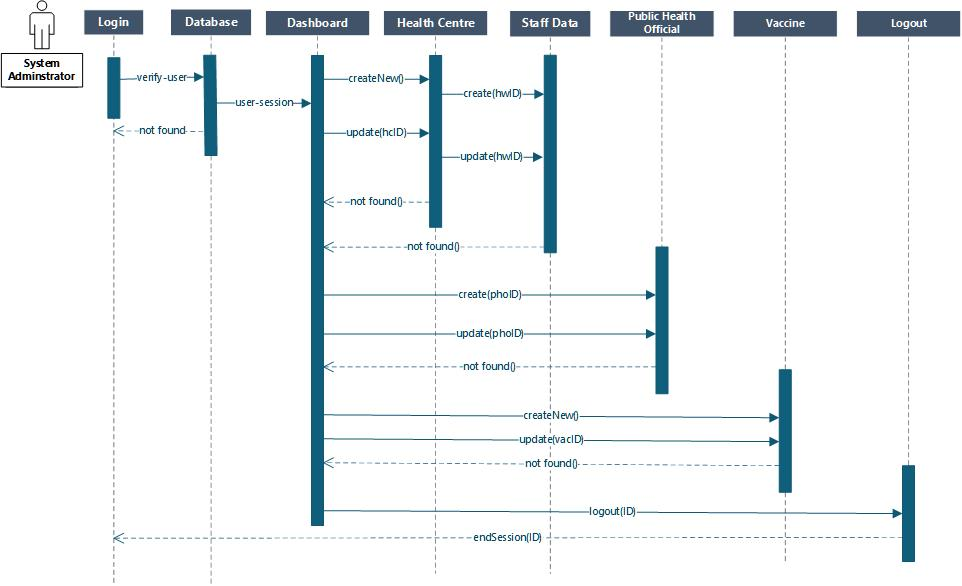 Login
Database
Dashboard
Health Centre
Staff Data
Public Health
Official
Vaccine
Logout
System
Adminstrator
verify-user
createNew()
create(hwID)
user-session
not found
update(hcID)
update(hwID)
not found()
not found()
create(phoID)
update(phoID)
not found()
createNew()
update(vacID)
not found()
logout(ID)
endSession(ID)